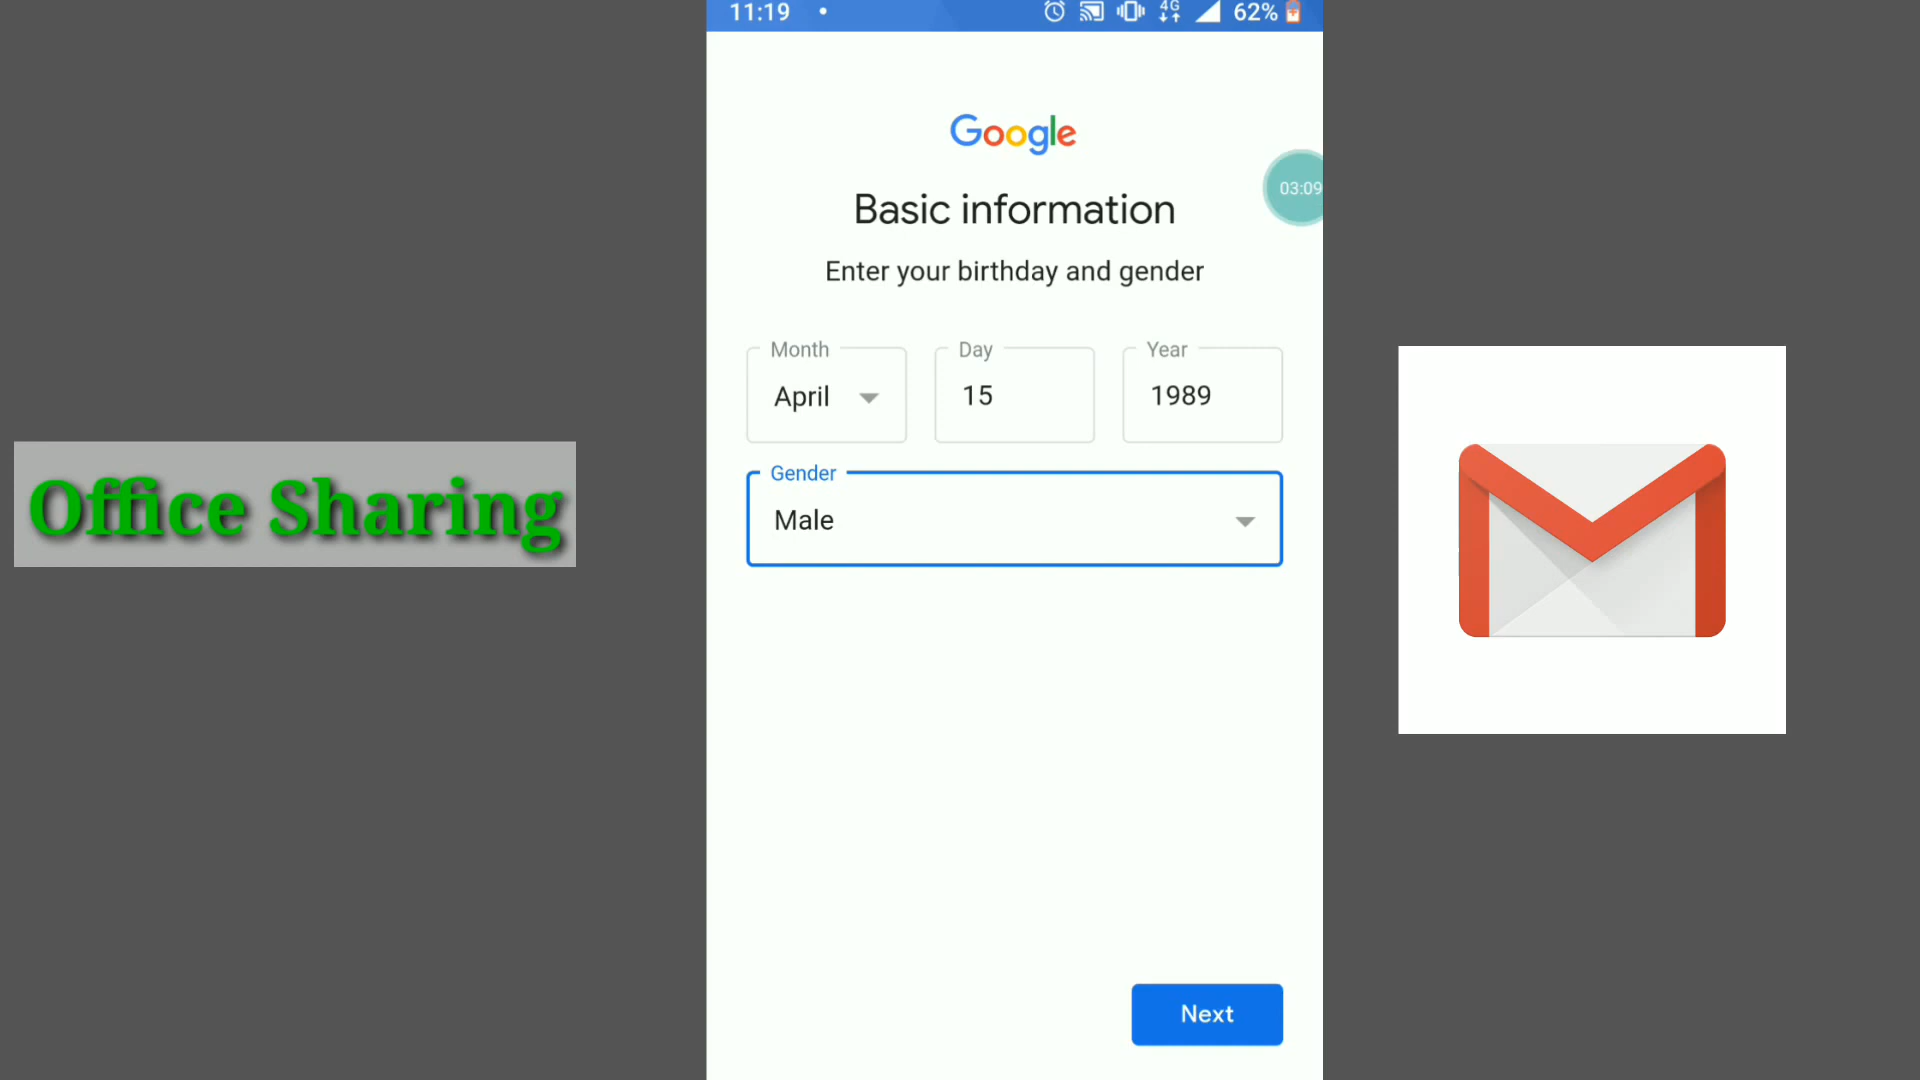 11:19
4G
62%
Google
03:09
Basic information
Enter your birthday and gender
Month
Day
Year
April
15
1989
Gender
Male
Office Sharing
Next